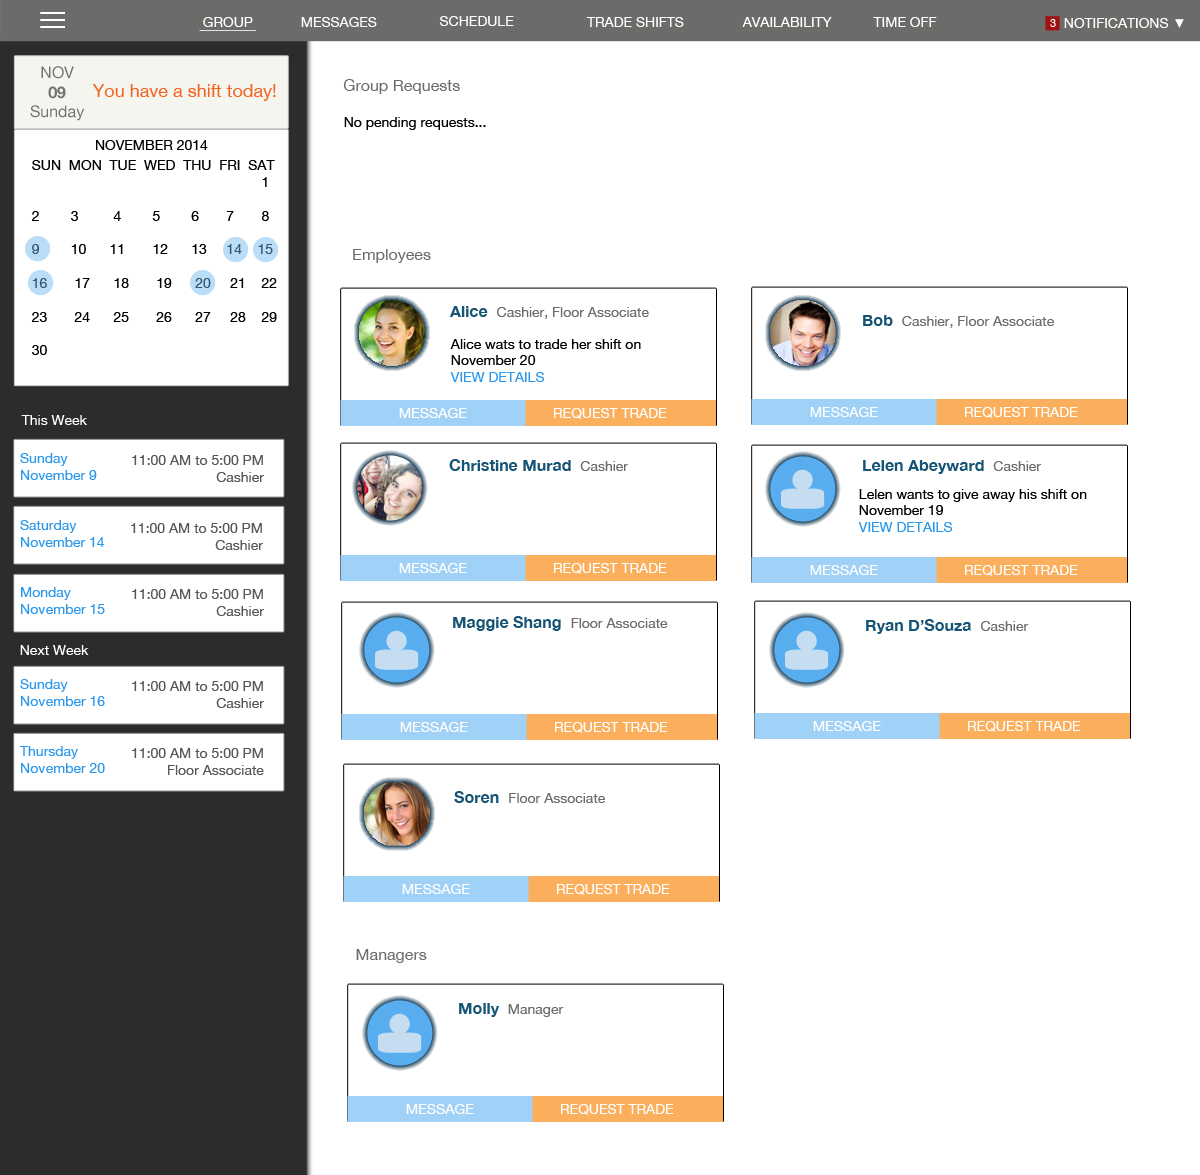 GROUP MESSAGES SCHEDULE TRADE SHIFTS AVAILABILITY TIME OFF 3 NOTIFICATIONS ▼
NOV
09
Sunday
You have a shift today!
NOVEMBER 2014
SUN MON TUE WED THU FRI SAT
1
2 3 4 5 6 7 8
9 10 11 12 13 14 15
16 17 18 19 20 21 22
23 24 25 26 27 28 29
30
This Week
Sunday
November 9
11:00 AM to 5:00 PM
Cashier
Saturday
November 14
11:00 AM to 5:00 PM
Cashier
Monday
November 15
11:00 AM to 5:00 PM
Cashier
Next Week
Sunday
November 16
11:00 AM to 5:00 PM
Cashier
Thursday
November 20
11:00 AM to 5:00 PM
Floor Associate
Group Requests
No pending requests...
Employees
Alice Cashier, Floor Associate
Alice wats to trade her shift on
November 20
VIEW DETAILS
MESSAGE REQUEST TRADE
Bob Cashier, Floor Associate
MESSAGE REQUEST TRADE
Christine Murad Cashier
MESSAGE REQUEST TRADE
Lelen Abeyward Cashier
Lelen wants to give away his shift on
November 19
VIEW DETAILS
MESSAGE REQUEST TRADE
Maggie Shang Floor Associate
MESSAGE REQUEST TRADE
Ryan D’Souza Cashier
MESSAGE REQUEST TRADE
Soren Floor Associate
MESSAGE REQUEST TRADE
Managers
Molly Manager
MESSAGE REQUEST TRADE